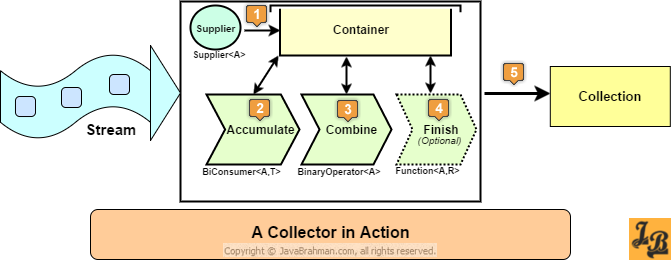 1
Supplier
Container
Supplier<A>
5
2
3
4
Accumulate
Combine
Finish
(Optional)
Collection
Stream
BiConsumer<A,T>
BinaryOperator<A>
Function<A,R>
A Collector in Action
Copyright © JavaBrahman.com, all rights reserved.
JB